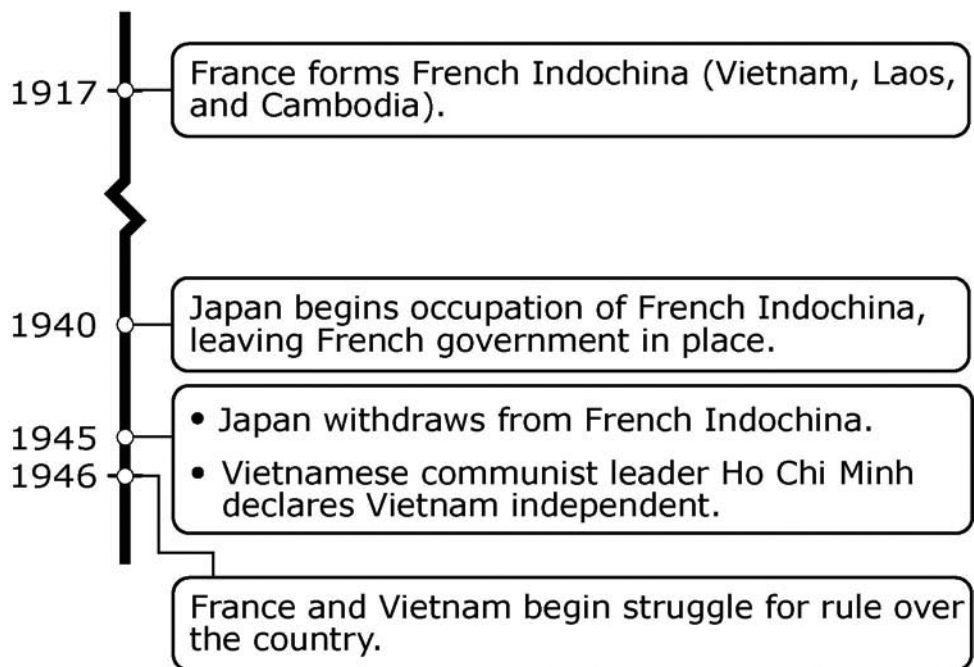 1917
France forms French Indochina (Vietnam, Laos,
and Cambodia).
1940
Japan begins occupation of French Indochina,
leaving French government in place.
1945
• Japan withdraws from French Indochina.
• Vietnamese communist leader Ho Chi Minh
declares Vietnam independent.
1946
France and Vietnam begin struggle for rule over
the country.